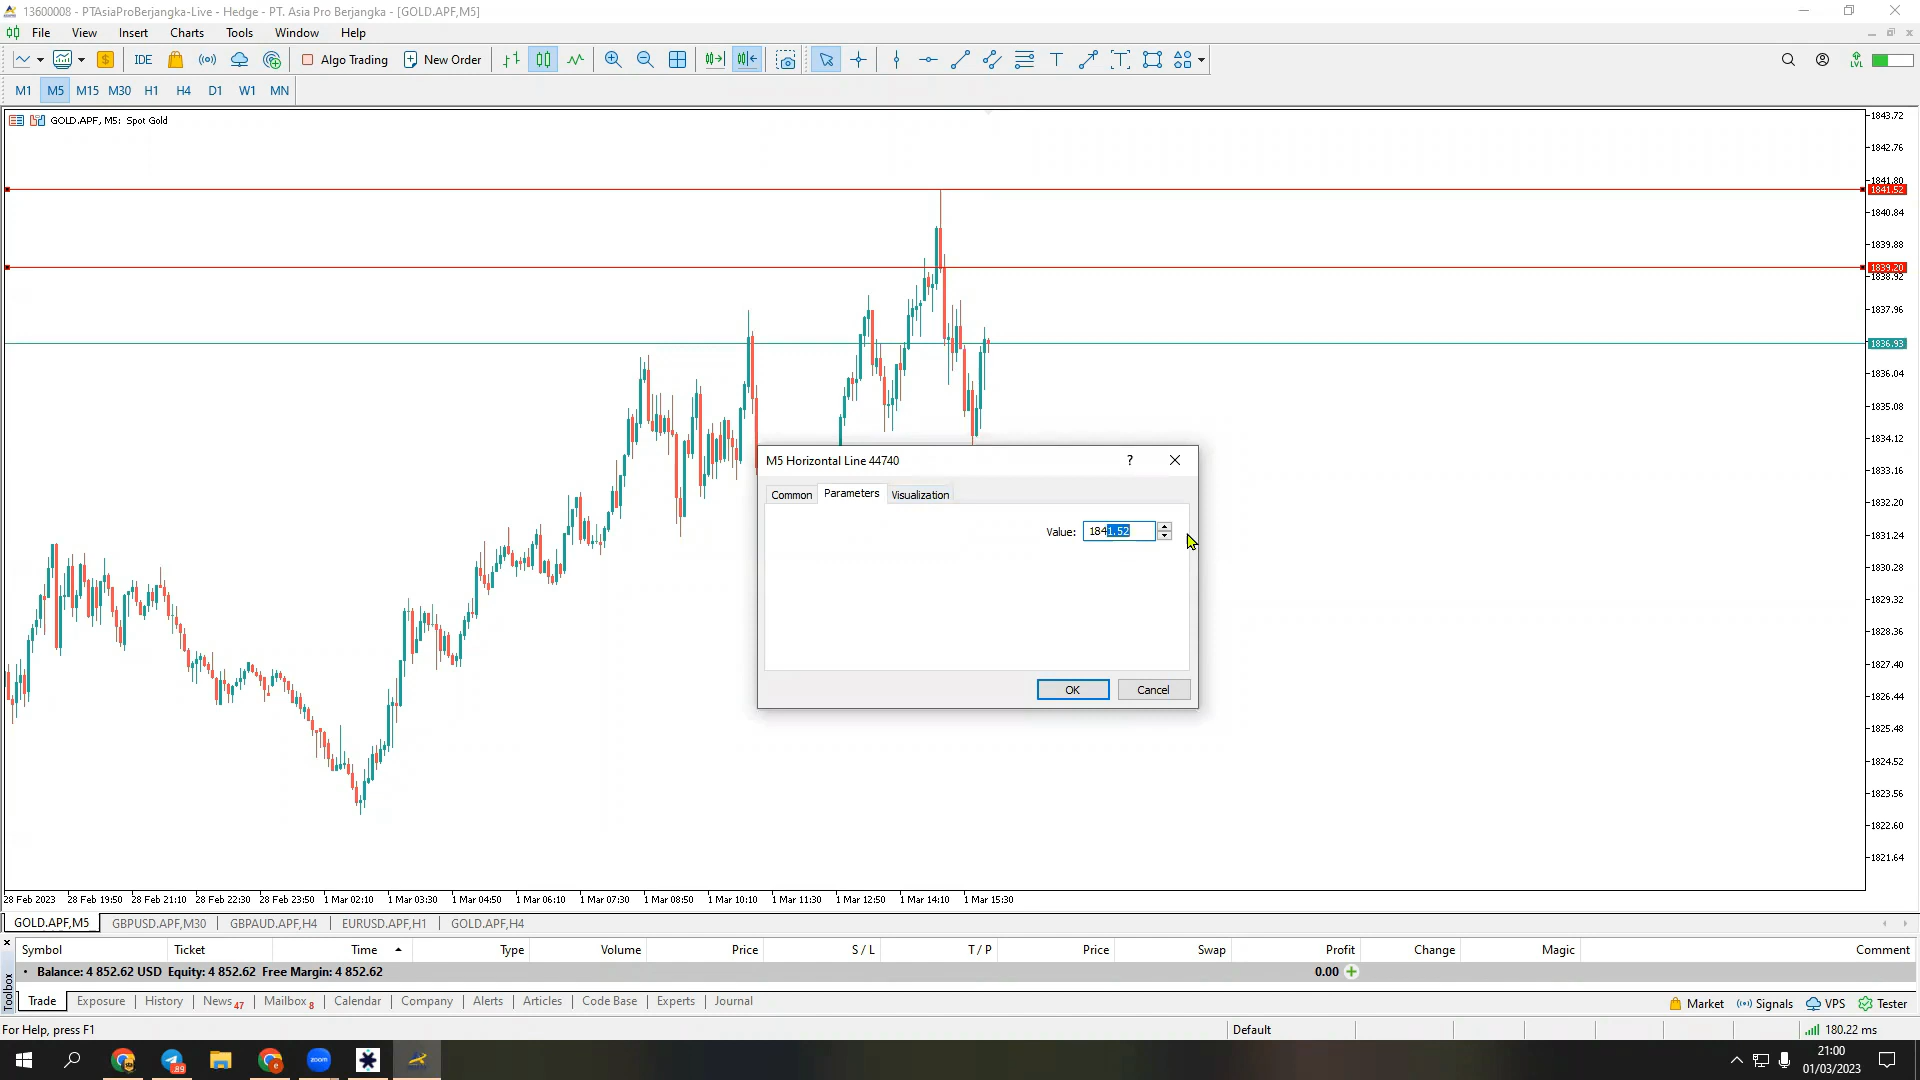 13600008 - PTAsiaProBerjangka-Live - Hedge - PT. Asia Pro Berjangka - [GOLD.APF,M5]
File View Insert Charts Tools Window Help
IDE Algo Trading New Order LVL
M1 M5 M15 M30 H1 H4 D1 W1 MN
GOLD.APF, M5: Spot Gold
1843.72
1842.76
1841.80
1841.52
1840.84
1839.88
1839.20
1838.92
1837.96
1836.93
1836.04
1835.08
1834.12
1833.16
1832.20
1831.24
1830.28
1829.32
1828.36
1827.40
1826.44
1825.48
1824.52
1823.56
1822.60
1821.64
M5 Horizontal Line 44740 ?
Common Parameters Visualization
Value: 1841.52
OK Cancel
28 Feb 2023 28 Feb 19:50 28 Feb 21:10 28 Feb 22:30 28 Feb 23:50 1 Mar 02:10 1 Mar 03:30 1 Mar 04:50 1 Mar 06:10 1 Mar 07:30 1 Mar 08:50 1 Mar 10:10 1 Mar 11:30 1 Mar 12:50 1 Mar 14:10 1 Mar 15:30
GOLD.APF,M5 GBPUSD.APF,M30 GBPAUD.APF,H4 EURUSD.APF,H1 GOLD.APF,H4
Symbol Ticket Time Type Volume Price S / L T / P Price Swap Profit Change Magic Comment
Balance: 4 852.62 USD Equity: 4 852.62 Free Margin: 4 852.62 0.00
Toolbox
Trade Exposure History News 47 Mailbox 8 Calendar Company Alerts Articles Code Base Experts Journal Market Signals VPS Tester
For Help, press F1 Default 180.22 ms
zoom
89
21:00
01/03/2023